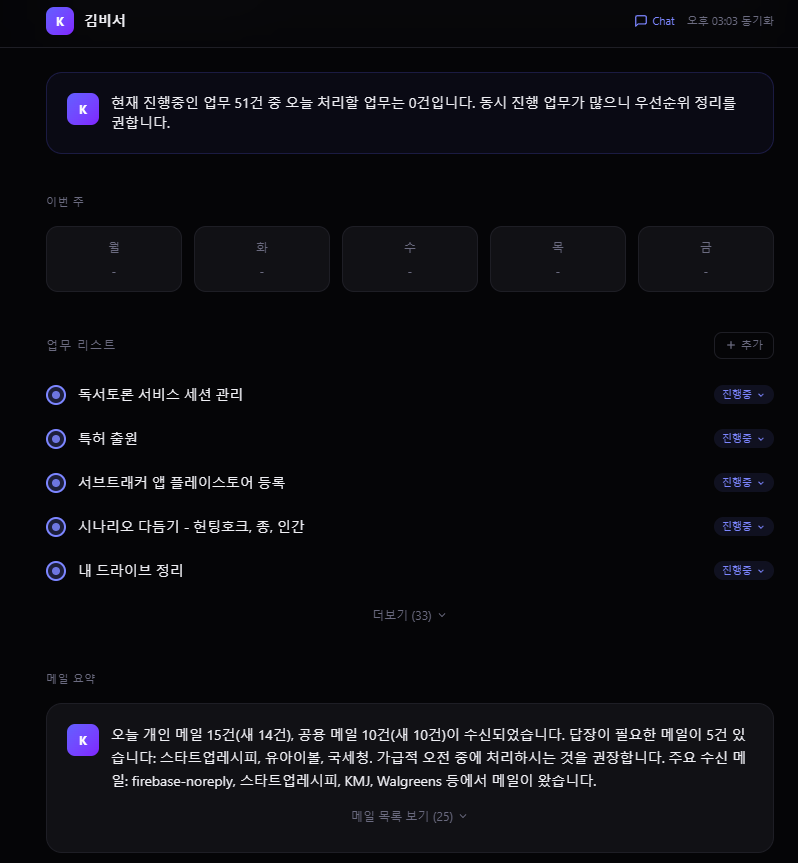 K 김비서
Chat 오후 03:03 동기화
K
현재 진행중인 업무 51건 중 오늘 처리할 업무는 0건입니다. 동시 진행 업무가 많으니 우선순위 정리를
권합니다.
이번 주
월 화 수 목 금
- - - - -
업무 리스트 + 추가
독서토론 서비스 세션 관리 진행중
특허 출원 진행중
서브트래커 앱 플레이스토어 등록 진행중
시나리오 다듬기 - 헌팅호크, 종, 인간 진행중
내 드라이브 정리 진행중
더보기 (33)
메일 요약
K
오늘 개인 메일 15건(새 14건), 공용 메일 10건(새 10건)이 수신되었습니다. 답장이 필요한 메일이 5건 있
습니다: 스타트업레시피, 유아이볼, 국세청. 가급적 오전 중에 처리하시는 것을 권장합니다. 주요 수신 메
일: firebase-noreply, 스타트업레시피, KMJ, Walgreens 등에서 메일이 왔습니다.
메일 목록 보기 (25)